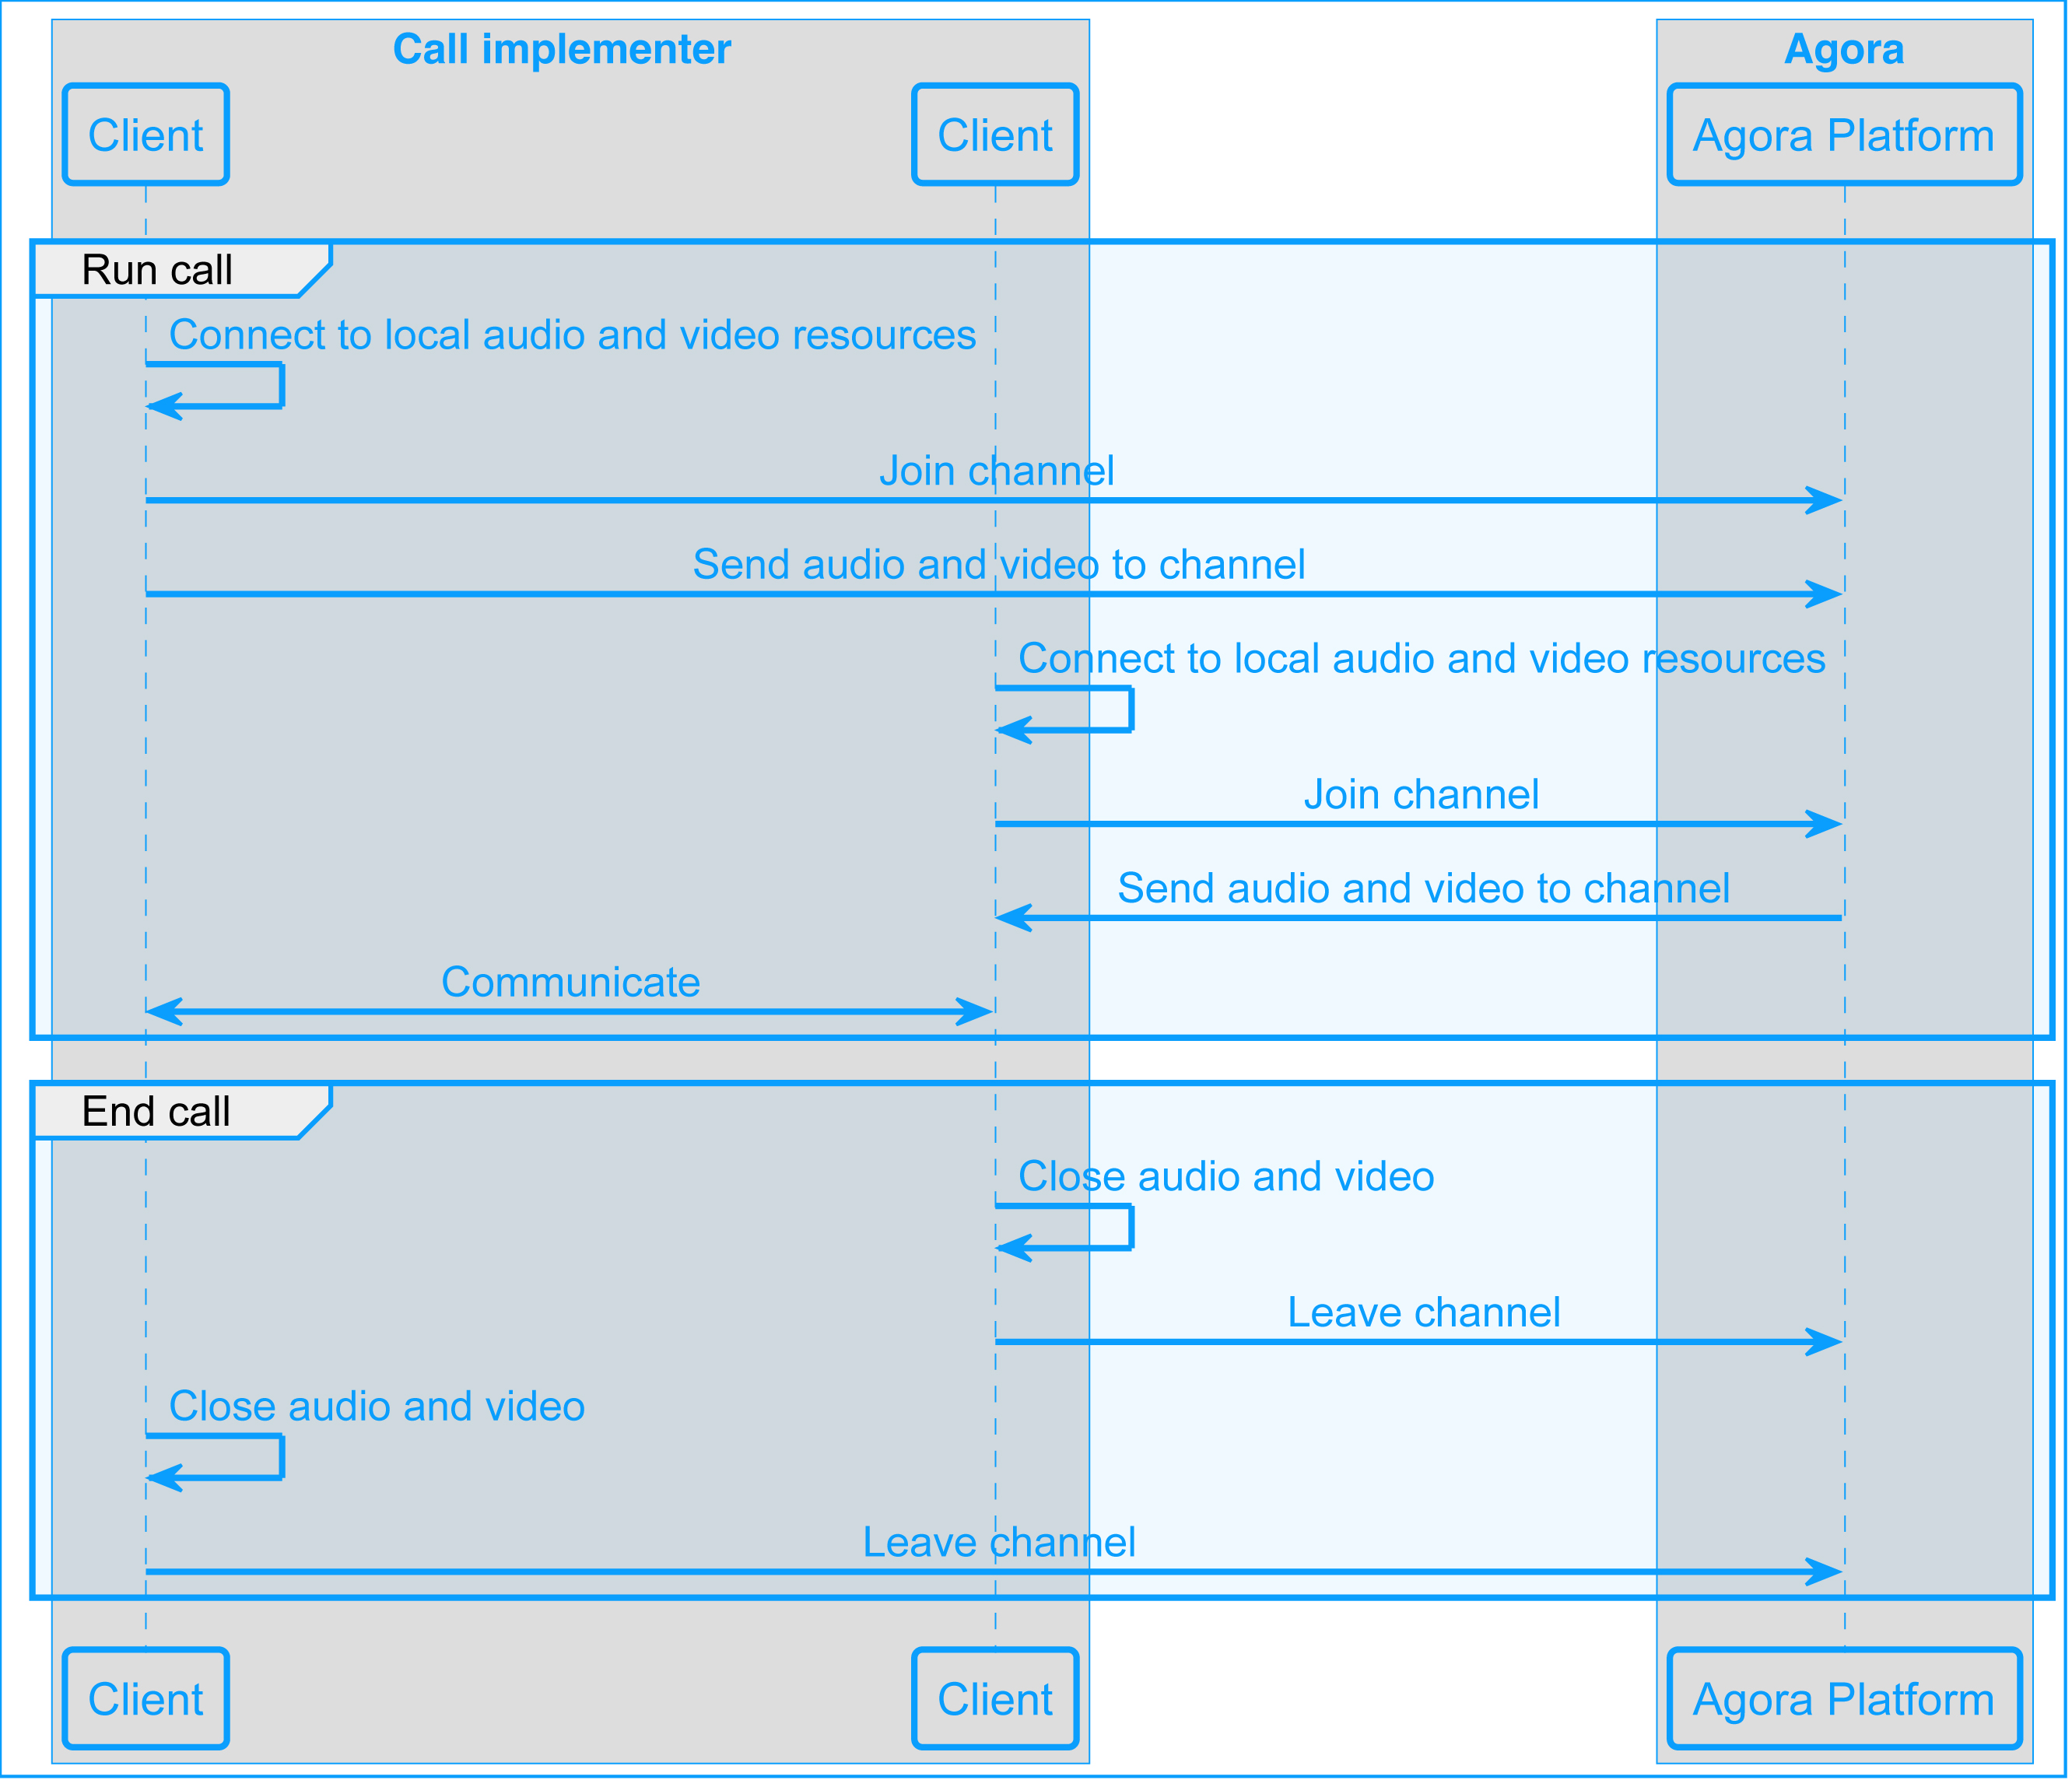 Call implementer
Agora
Client
Client
Agora Platform
Run call
Connect to local audio and video resources
Join channel
Send audio and video to channel
Connect to local audio and video resources
Join channel
Send audio and video to channel
Communicate
End call
Close audio and video
Leave channel
Close audio and video
Leave channel
Client
Client
Agora Platform